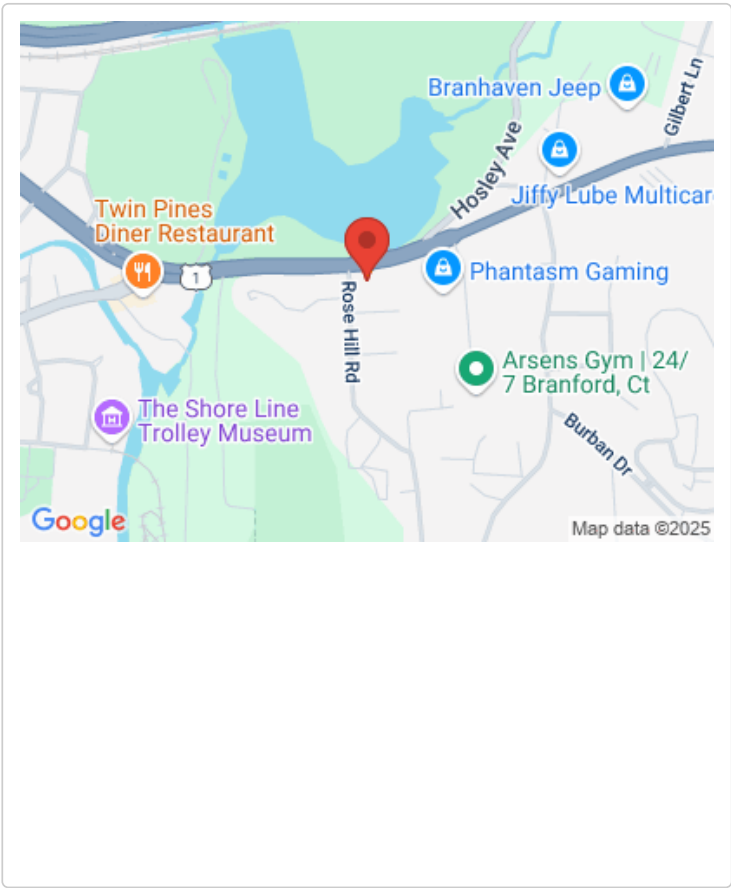 Branhaven Jeep
Gilbert Ln
Hosley Ave
Jiffy Lube Multicar
Twin Pines
Diner Restaurant
1
Phantasm Gaming
Rose Hill Rd
Arsens Gym | 24/
7 Branford, Ct
The Shore Line
Trolley Museum
Burban Dr
Google
Map data ©2025